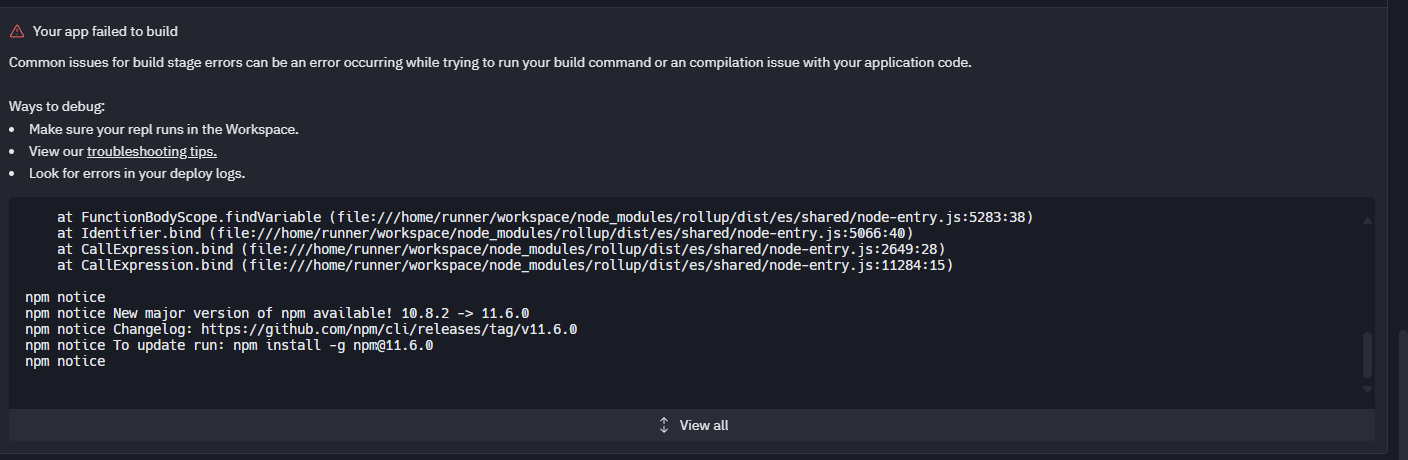 Your app failed to build
Common issues for build stage errors can be an error occurring while trying to run your build command or an compilation issue with your application code.
Ways to debug:
• Make sure your repl runs in the Workspace.
• View our troubleshooting tips.
• Look for errors in your deploy logs.
at FunctionBodyScope.findVariable (file:///home/runner/workspace/node_modules/rollup/dist/es/shared/node-entry.js:5283:38)
at Identifier.bind (file:///home/runner/workspace/node_modules/rollup/dist/es/shared/node-entry.js:5066:40)
at CallExpression.bind (file:///home/runner/workspace/node_modules/rollup/dist/es/shared/node-entry.js:2649:28)
at CallExpression.bind (file:///home/runner/workspace/node_modules/rollup/dist/es/shared/node-entry.js:11284:15)
npm notice
npm notice New major version of npm available! 10.8.2 -> 11.6.0
npm notice Changelog: https://github.com/npm/cli/releases/tag/v11.6.0
npm notice To update run: npm install -g npm@11.6.0
npm notice
View all